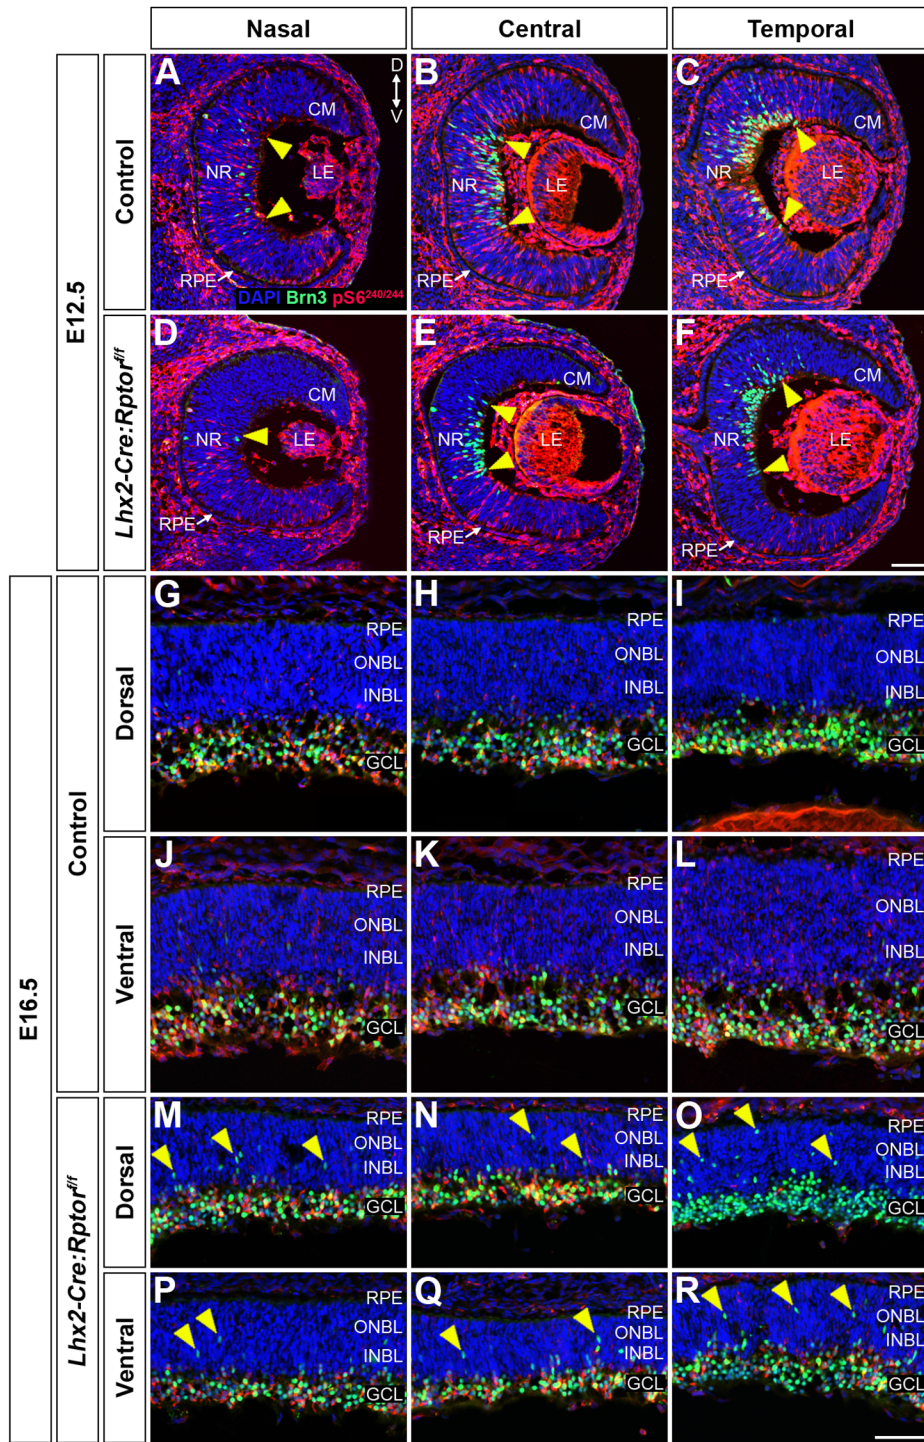 Nasal
Central
Temporal
E12.5
Control
A
D
V
CM
NR
LE
RPE
DAPI Brn3 pS6240/244
B
CM
NR
LE
RPE
C
CM
NR
LE
RPE
Lhx2-Cre:Rptorf/f
D
CM
NR
LE
RPE
E
CM
NR
LE
RPE
F
CM
NR
LE
RPE
E16.5
Control
Dorsal
G
RPE
ONBL
INBL
GCL
H
RPE
ONBL
INBL
GCL
I
RPE
ONBL
INBL
GCL
Ventral
J
RPE
ONBL
INBL
GCL
K
RPE
ONBL
INBL
GCL
L
RPE
ONBL
INBL
GCL
Lhx2-Cre:Rptorf/f
Dorsal
M
RPE
ONBL
INBL
GCL
N
RPE
ONBL
INBL
GCL
O
RPE
ONBL
INBL
GCL
Ventral
P
RPE
ONBL
INBL
GCL
Q
RPE
ONBL
INBL
GCL
R
RPE
ONBL
INBL
GCL